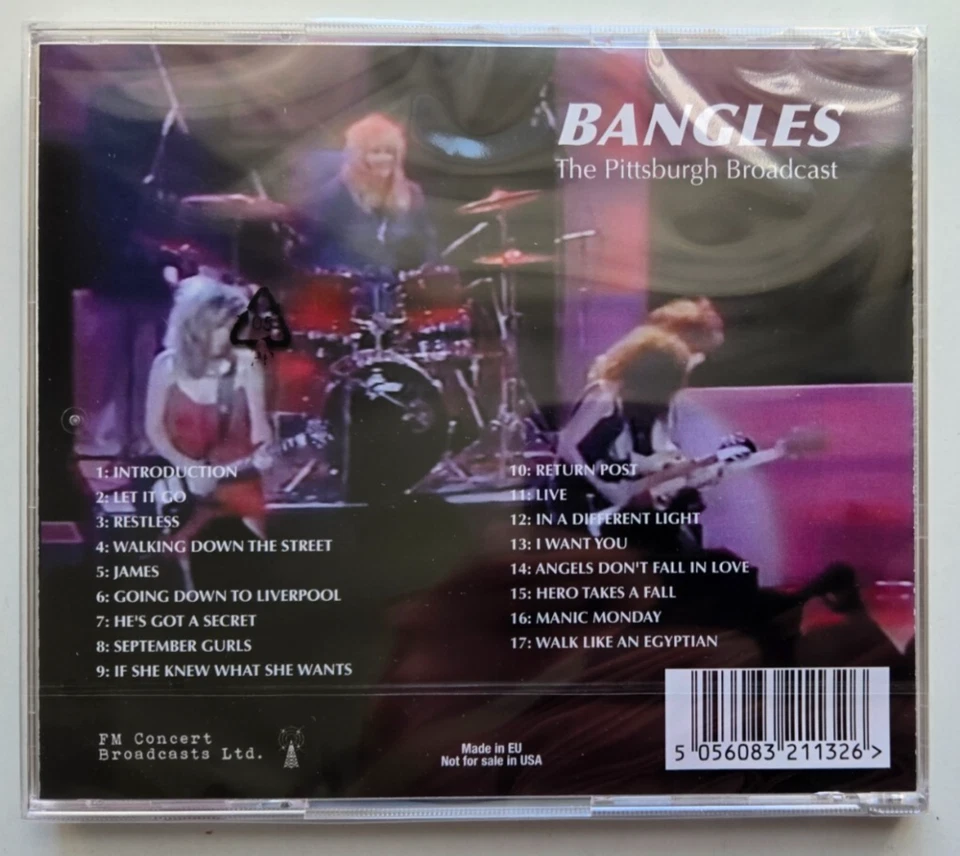 BANGLES
The Pittsburgh Broadcast
1: INTRODUCTION
2: LET IT GO
3: RESTLESS
4: WALKING DOWN THE STREET
5: JAMES
6: GOING DOWN TO LIVERPOOL
7: HE'S GOT A SECRET
8: SEPTEMBER GURLS
9: IF SHE KNEW WHAT SHE WANTS
10: RETURN POST
11: LIVE
12: IN A DIFFERENT LIGHT
13: I WANT YOU
14: ANGELS DON'T FALL IN LOVE
15: HERO TAKES A FALL
16: MANIC MONDAY
17: WALK LIKE AN EGYPTIAN
FM Concert
Broadcasts Ltd.
Made in EU
Not for sale in USA
5 056083 211326 >